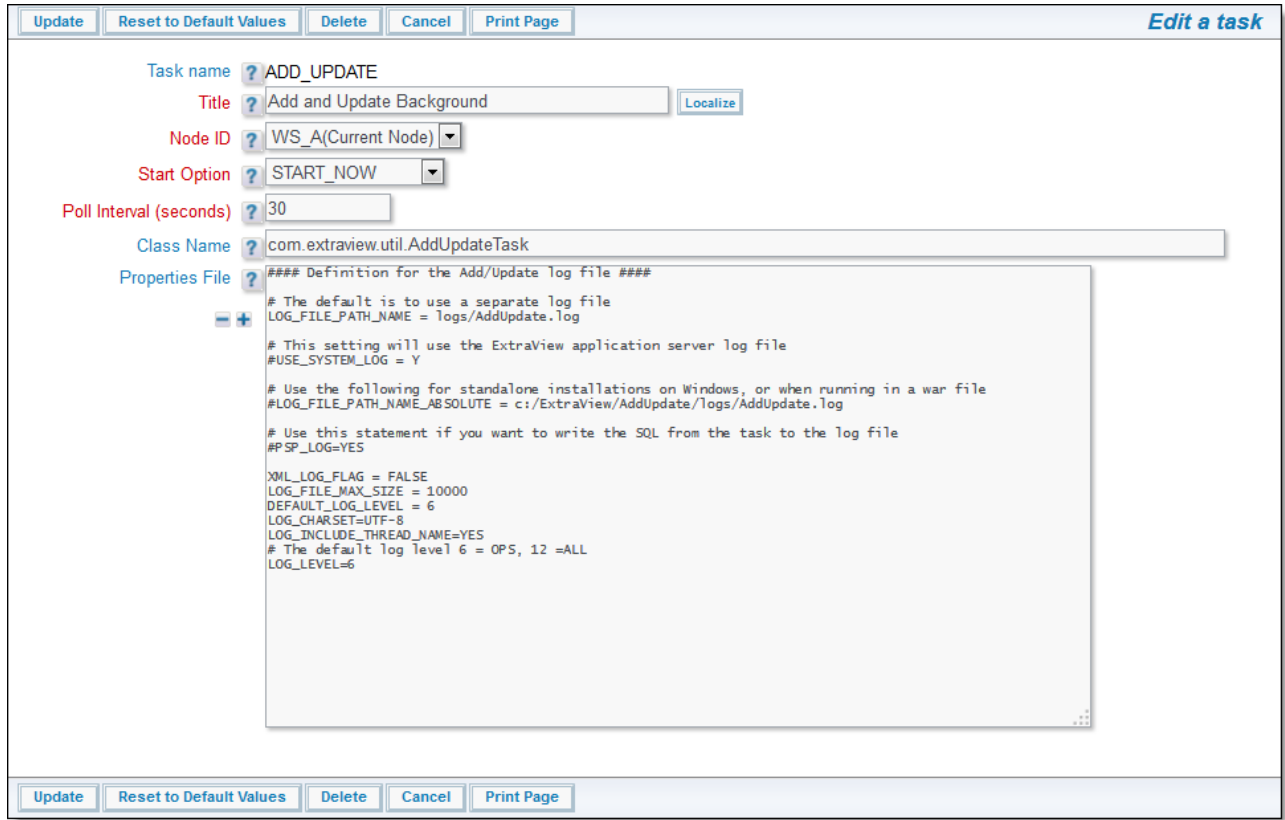 Update Reset to Default Values Delete Cancel Print Page Edit a task
Task name ? ADD_UPDATE
Title ? Add and Update Background Localize
Node ID ? WS_A(Current Node)
Start Option ? START_NOW
Poll Interval (seconds) ? 30
Class Name ? com.extraview.util.AddUpdateTask
Properties File ? #### Definition for the Add/Update log file ####
# The default is to use a separate log file
LOG_FILE_PATH_NAME = logs/AddUpdate.log
# This setting will use the ExtraView application server log file
#USE_SYSTEM_LOG = Y
# Use the following for standalone installations on Windows, or when running in a war file
#LOG_FILE_PATH_NAME_ABSOLUTE = c:/ExtraView/AddUpdate/logs/AddUpdate.log
# Use this statement if you want to write the SQL from the task to the log file
#PSP_LOG=YES
XML_LOG_FLAG = FALSE
LOG_FILE_MAX_SIZE = 10000
DEFAULT_LOG_LEVEL = 6
LOG_CHARSET=UTF-8
LOG_INCLUDE_THREAD_NAME=YES
# The default log level 6 = OPS, 12 =ALL
LOG_LEVEL=6
Update Reset to Default Values Delete Cancel Print Page